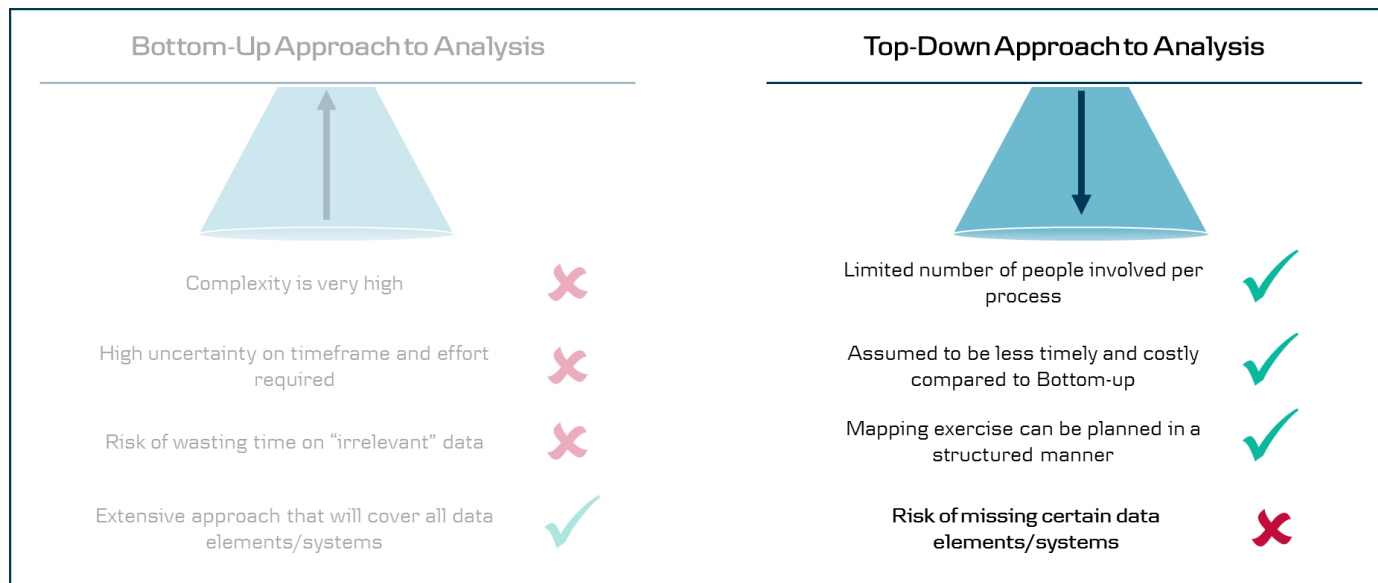 Bottom-Up Approach to Analysis
Complexity is very high
High uncertainty on timeframe and effort
required
Risk of wasting time on “irrelevant” data
Extensive approach that will cover all data
elements/systems
Top-Down Approach to Analysis
Limited number of people involved per
process
Assumed to be less timely and costly
compared to Bottom-up
Mapping exercise can be planned in a
structured manner
Risk of missing certain data
elements/systems